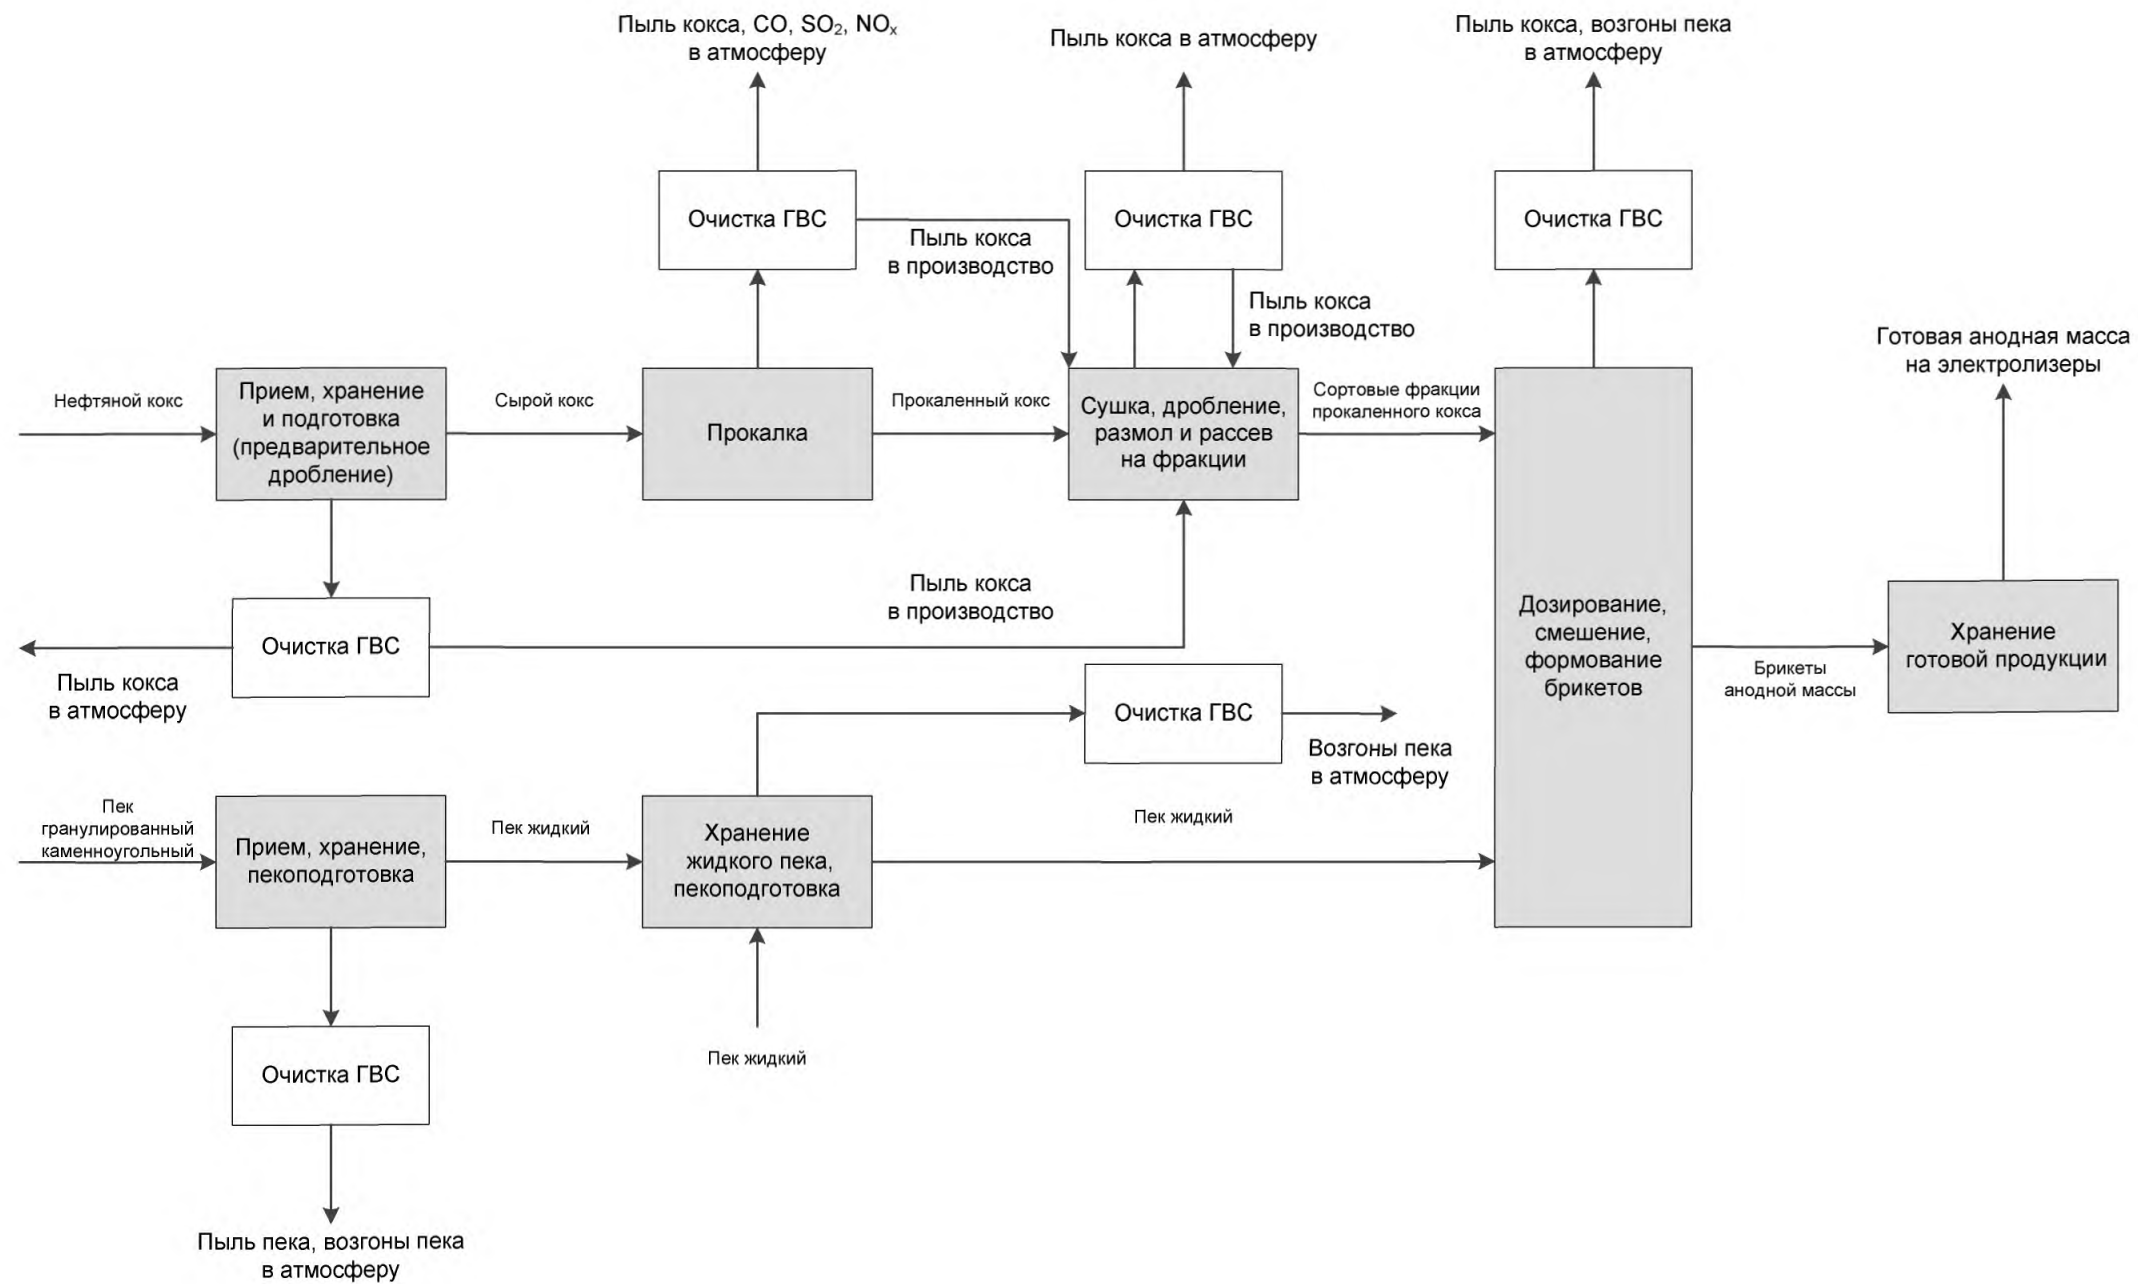 Пыль кокса, CO, SO₂, NOₓ
в атмосферу
Пыль кокса в атмосферу
Пыль кокса, возгоны пека
в атмосферу
Очистка ГВС
Очистка ГВС
Очистка ГВС
Пыль кокса
в производство
Пыль кокса
в производство
Готовая анодная масса
на электролизеры
Нефтяной кокс
Прием, хранение
и подготовка
(предварительное
дробление)
Сырой кокс
Прокалка
Прокаленный кокс
Сушка, дробление,
размол и рассев
на фракции
Сортовые фракции
прокаленного кокса
Пыль кокса
в производство
Очистка ГВС
Пыль кокса
в атмосферу
Дозирование,
смешение,
формование
брикетов
Брикеты
анодной массы
Хранение
готовой продукции
Очистка ГВС
Возгоны пека
в атмосферу
Пек
гранулированный
каменноугольный
Прием, хранение,
пекоподготовка
Пек жидкий
Хранение
жидкого пека,
пекоподготовка
Пек жидкий
Пек жидкий
Очистка ГВС
Пыль пека, возгоны пека
в атмосферу